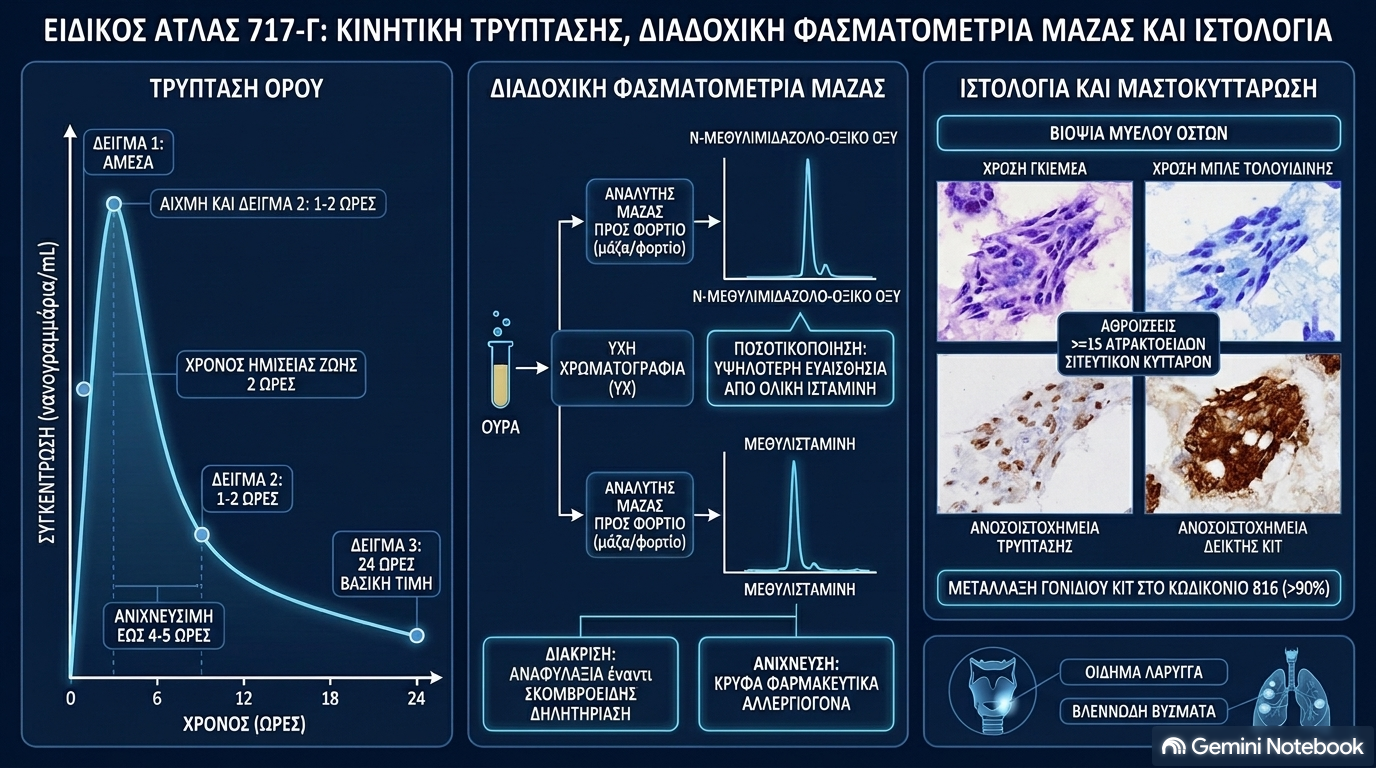 ΕΙΔΙΚΟΣ ΑΤΛΑΣ 717-Γ: ΚΙΝΗΤΙΚΗ ΤΡΥΠΤΑΣΗΣ, ΔΙΑΔΟΧΙΚΗ ΦΑΣΜΑΤΟΜΕΤΡΙΑ ΜΑΖΑΣ ΚΑΙ ΙΣΤΟΛΟΓΙΑ
ΤΡΥΠΤΑΣΗ ΟΡΟΥ
ΣΥΓΚΕΝΤΡΩΣΗ (νανογραμμάρια/mL)
ΔΕΙΓΜΑ 1:
ΑΜΕΣΑ
ΑΙΧΜΗ ΚΑΙ ΔΕΙΓΜΑ 2: 1-2 ΩΡΕΣ
ΧΡΟΝΟΣ ΗΜΙΣΕΙΑΣ ΖΩΗΣ
2 ΩΡΕΣ
ΔΕΙΓΜΑ 2:
1-2 ΩΡΕΣ
ΔΕΙΓΜΑ 3:
24 ΩΡΕΣ
ΒΑΣΙΚΗ ΤΙΜΗ
ΑΝΙΧΝΕΥΣΙΜΗ
ΕΩΣ 4-5 ΩΡΕΣ
0 6 12 18 24
ΧΡΟΝΟΣ (ΩΡΕΣ)
ΔΙΑΔΟΧΙΚΗ ΦΑΣΜΑΤΟΜΕΤΡΙΑ ΜΑΖΑΣ
Ν-ΜΕΘΥΛΙΜΙΔΑΖΟΛΟ-ΟΞΙΚΟ ΟΞΥ
ΑΝΑΛΥΤΗΣ
ΜΑΖΑΣ
ΠΡΟΣ ΦΟΡΤΙΟ
(μάζα/φορτίο)
Ν-ΜΕΘΥΛΙΜΙΔΑΖΟΛΟ-ΟΞΙΚΟ ΟΞΥ
ΟΥΡΑ
ΥΧΗ
ΧΡΩΜΑΤΟΓΡΑΦΙΑ
(ΥΧ)
ΠΟΣΟΤΙΚΟΠΟΙΗΣΗ:
ΥΨΗΛΟΤΕΡΗ ΕΥΑΙΣΘΗΣΙΑ
ΑΠΟ ΟΛΙΚΗ ΙΣΤΑΜΙΝΗ
ΜΕΘΥΛΙΣΤΑΜΙΝΗ
ΑΝΑΛΥΤΗΣ
ΜΑΖΑΣ
ΠΡΟΣ ΦΟΡΤΙΟ
(μάζα/φορτίο)
ΜΕΘΥΛΙΣΤΑΜΙΝΗ
ΔΙΑΚΡΙΣΗ:
ΑΝΑΦΥΛΑΞΙΑ έναντι
ΣΚΟΜΒΡΟΕΙΔΗΣ
ΔΗΛΗΤΗΡΙΑΣΗ
ΑΝΙΧΝΕΥΣΗ:
ΚΡΥΦΑ ΦΑΡΜΑΚΕΥΤΙΚΑ
ΑΛΛΕΡΓΙΟΓΟΝΑ
ΙΣΤΟΛΟΓΙΑ ΚΑΙ ΜΑΣΤΟΚΥΤΤΑΡΩΣΗ
ΒΙΟΨΙΑ ΜΥΕΛΟΥ ΟΣΤΩΝ
ΧΡΩΣΗ ΓΚΙΕΜΕΑ
ΧΡΩΣΗ ΜΠΛΕ ΤΟΛΟΥΙΔΙΝΗΣ
ΑΘΡΟΙΣΕΙΣ
>=15 ΑΤΡΑΚΤΟΕΙΔΩΝ
ΣΙΤΕΥΤΙΚΟΝ ΚΥΤΤΑΡΟΝ
ΑΝΟΣΟΙΣΤΟΧΗΜΕΙΑ
ΤΡΥΠΤΑΣΗΣ
ΑΝΟΣΟΙΣΤΟΧΗΜΕΙΑ
ΔΕΙΚΤΗΣ ΚΙΤ
ΜΕΤΑΛΛΑΞΗ ΓΟΝΙΔΙΟΥ ΚΙΤ ΣΤΟ ΚΩΔΙΚΟΝΙΟ 816 (>90%)
ΟΙΔΗΜΑ ΛΑΡΥΓΓΑ
ΒΛΕΝΝΩΔΗ ΒΥΣΜΑΤΑ
Gemini Notebook